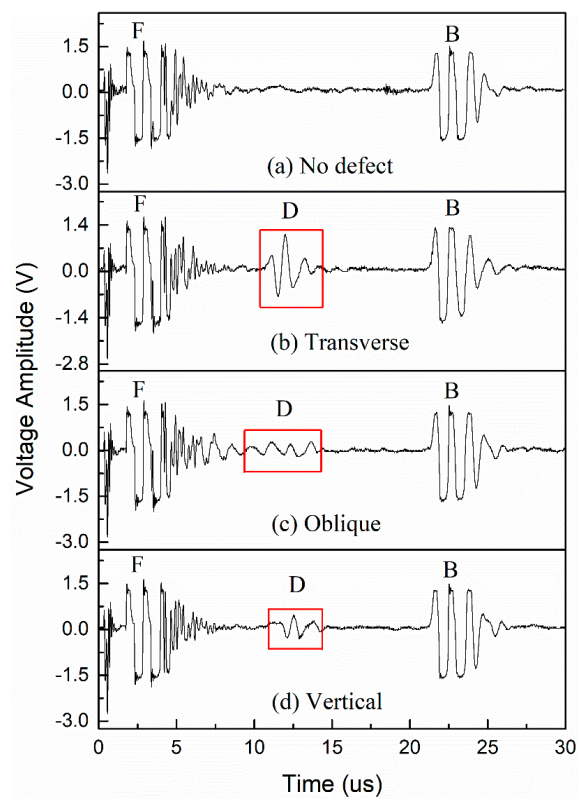 F B
1.5
0.0
-1.5
-3.0
(a) No defect
F D B
1.4
0.0
-1.4
-2.8
(b) Transverse
F D B
1.5
0.0
-1.5
-3.0
(c) Oblique
F D B
1.5
0.0
-1.5
-3.0
(d) Vertical
0 5 10 15 20 25 30
Time (us)
Voltage Amplitude (V)